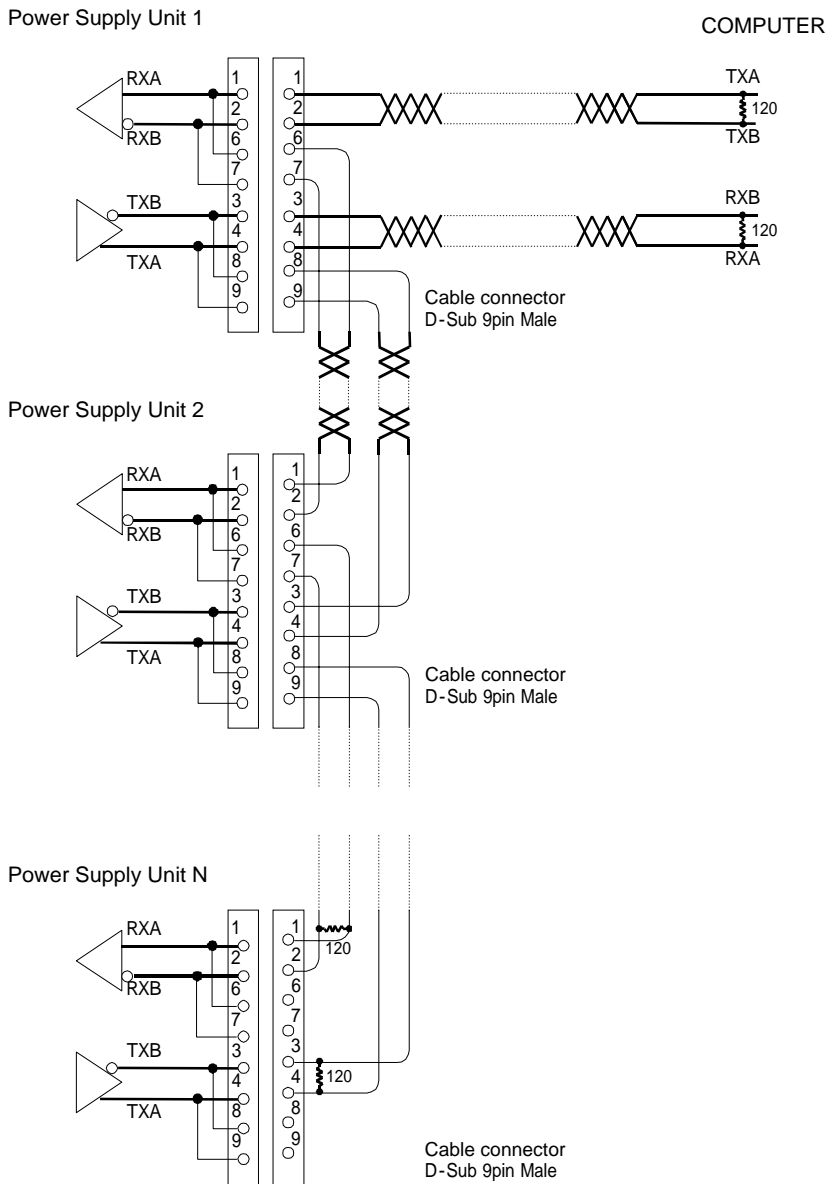 Power Supply Unit 1
COMPUTER
RXA
1
1
TXA
2
2
120
RXB
6
6
TXB
7
7
TXB
3
3
RXB
4
4
120
TXA
8
8
RXA
9
9
Cable connector
D-Sub 9pin Male
Power Supply Unit 2
RXA
1
1
2
2
RXB
6
6
7
7
TXB
3
3
4
4
TXA
8
8
9
9
Cable connector
D-Sub 9pin Male
Power Supply Unit N
RXA
1
1
120
2
2
RXB
6
6
7
7
TXB
3
3
4
4
120
TXA
8
8
9
9
Cable connector
D-Sub 9pin Male